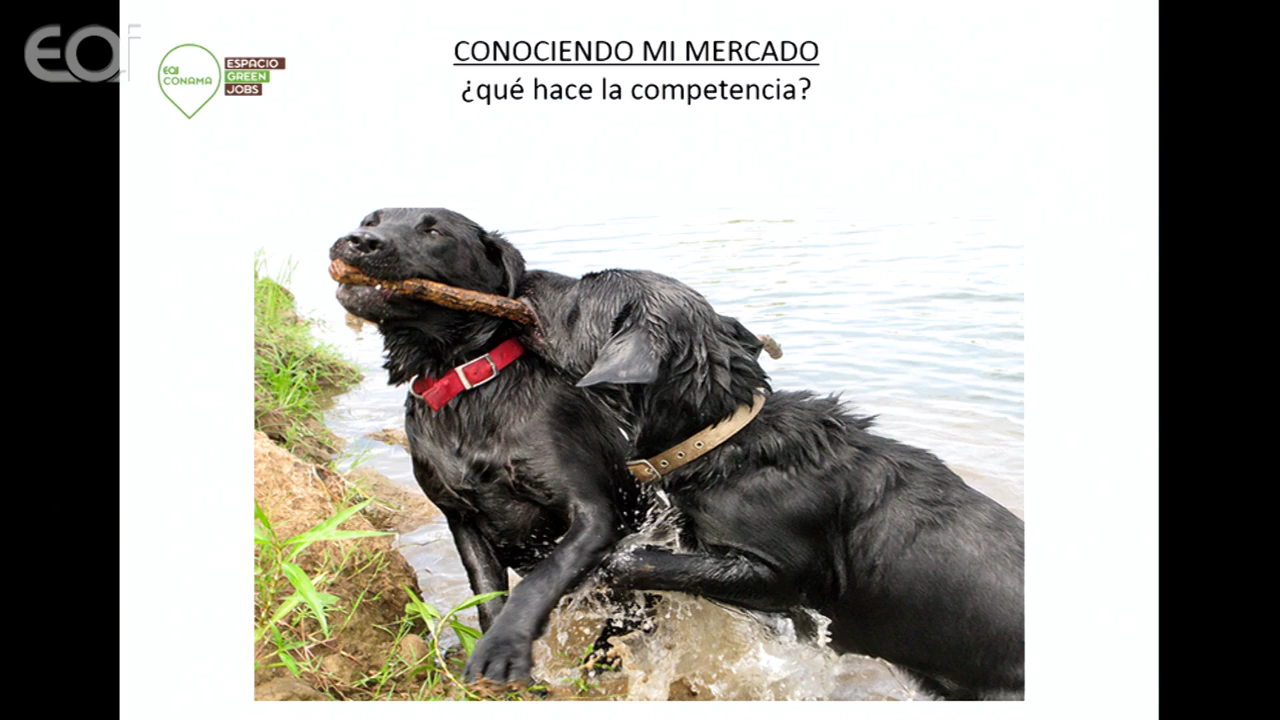 eoi
eoi
CONAMA
ESPACIO
GREEN
JOBS
CONOCIENDO MI MERCADO
¿qué hace la competencia?